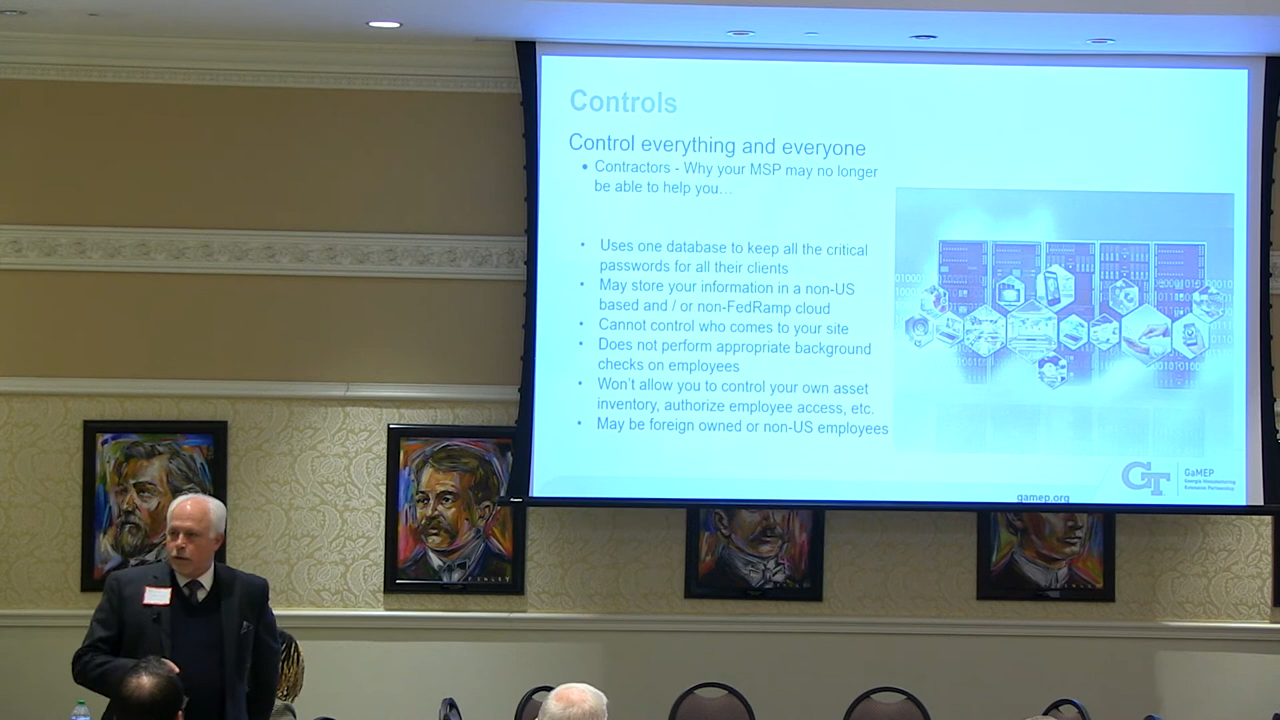 Controls
Control everything and everyone
• Contractors - Why your MSP may no longer
be able to help you...
• Uses one database to keep all the critical
passwords for all their clients
• May store your information in a non-US
based and / or non-FedRamp cloud
• Cannot control who comes to your site
• Does not perform appropriate background
checks on employees
• Won't allow you to control your own asset
inventory, authorize employee access, etc.
• May be foreign owned or non-US employees
GT
GaMEP
Georgia Manufacturing
Extension Partnership
gamep.org